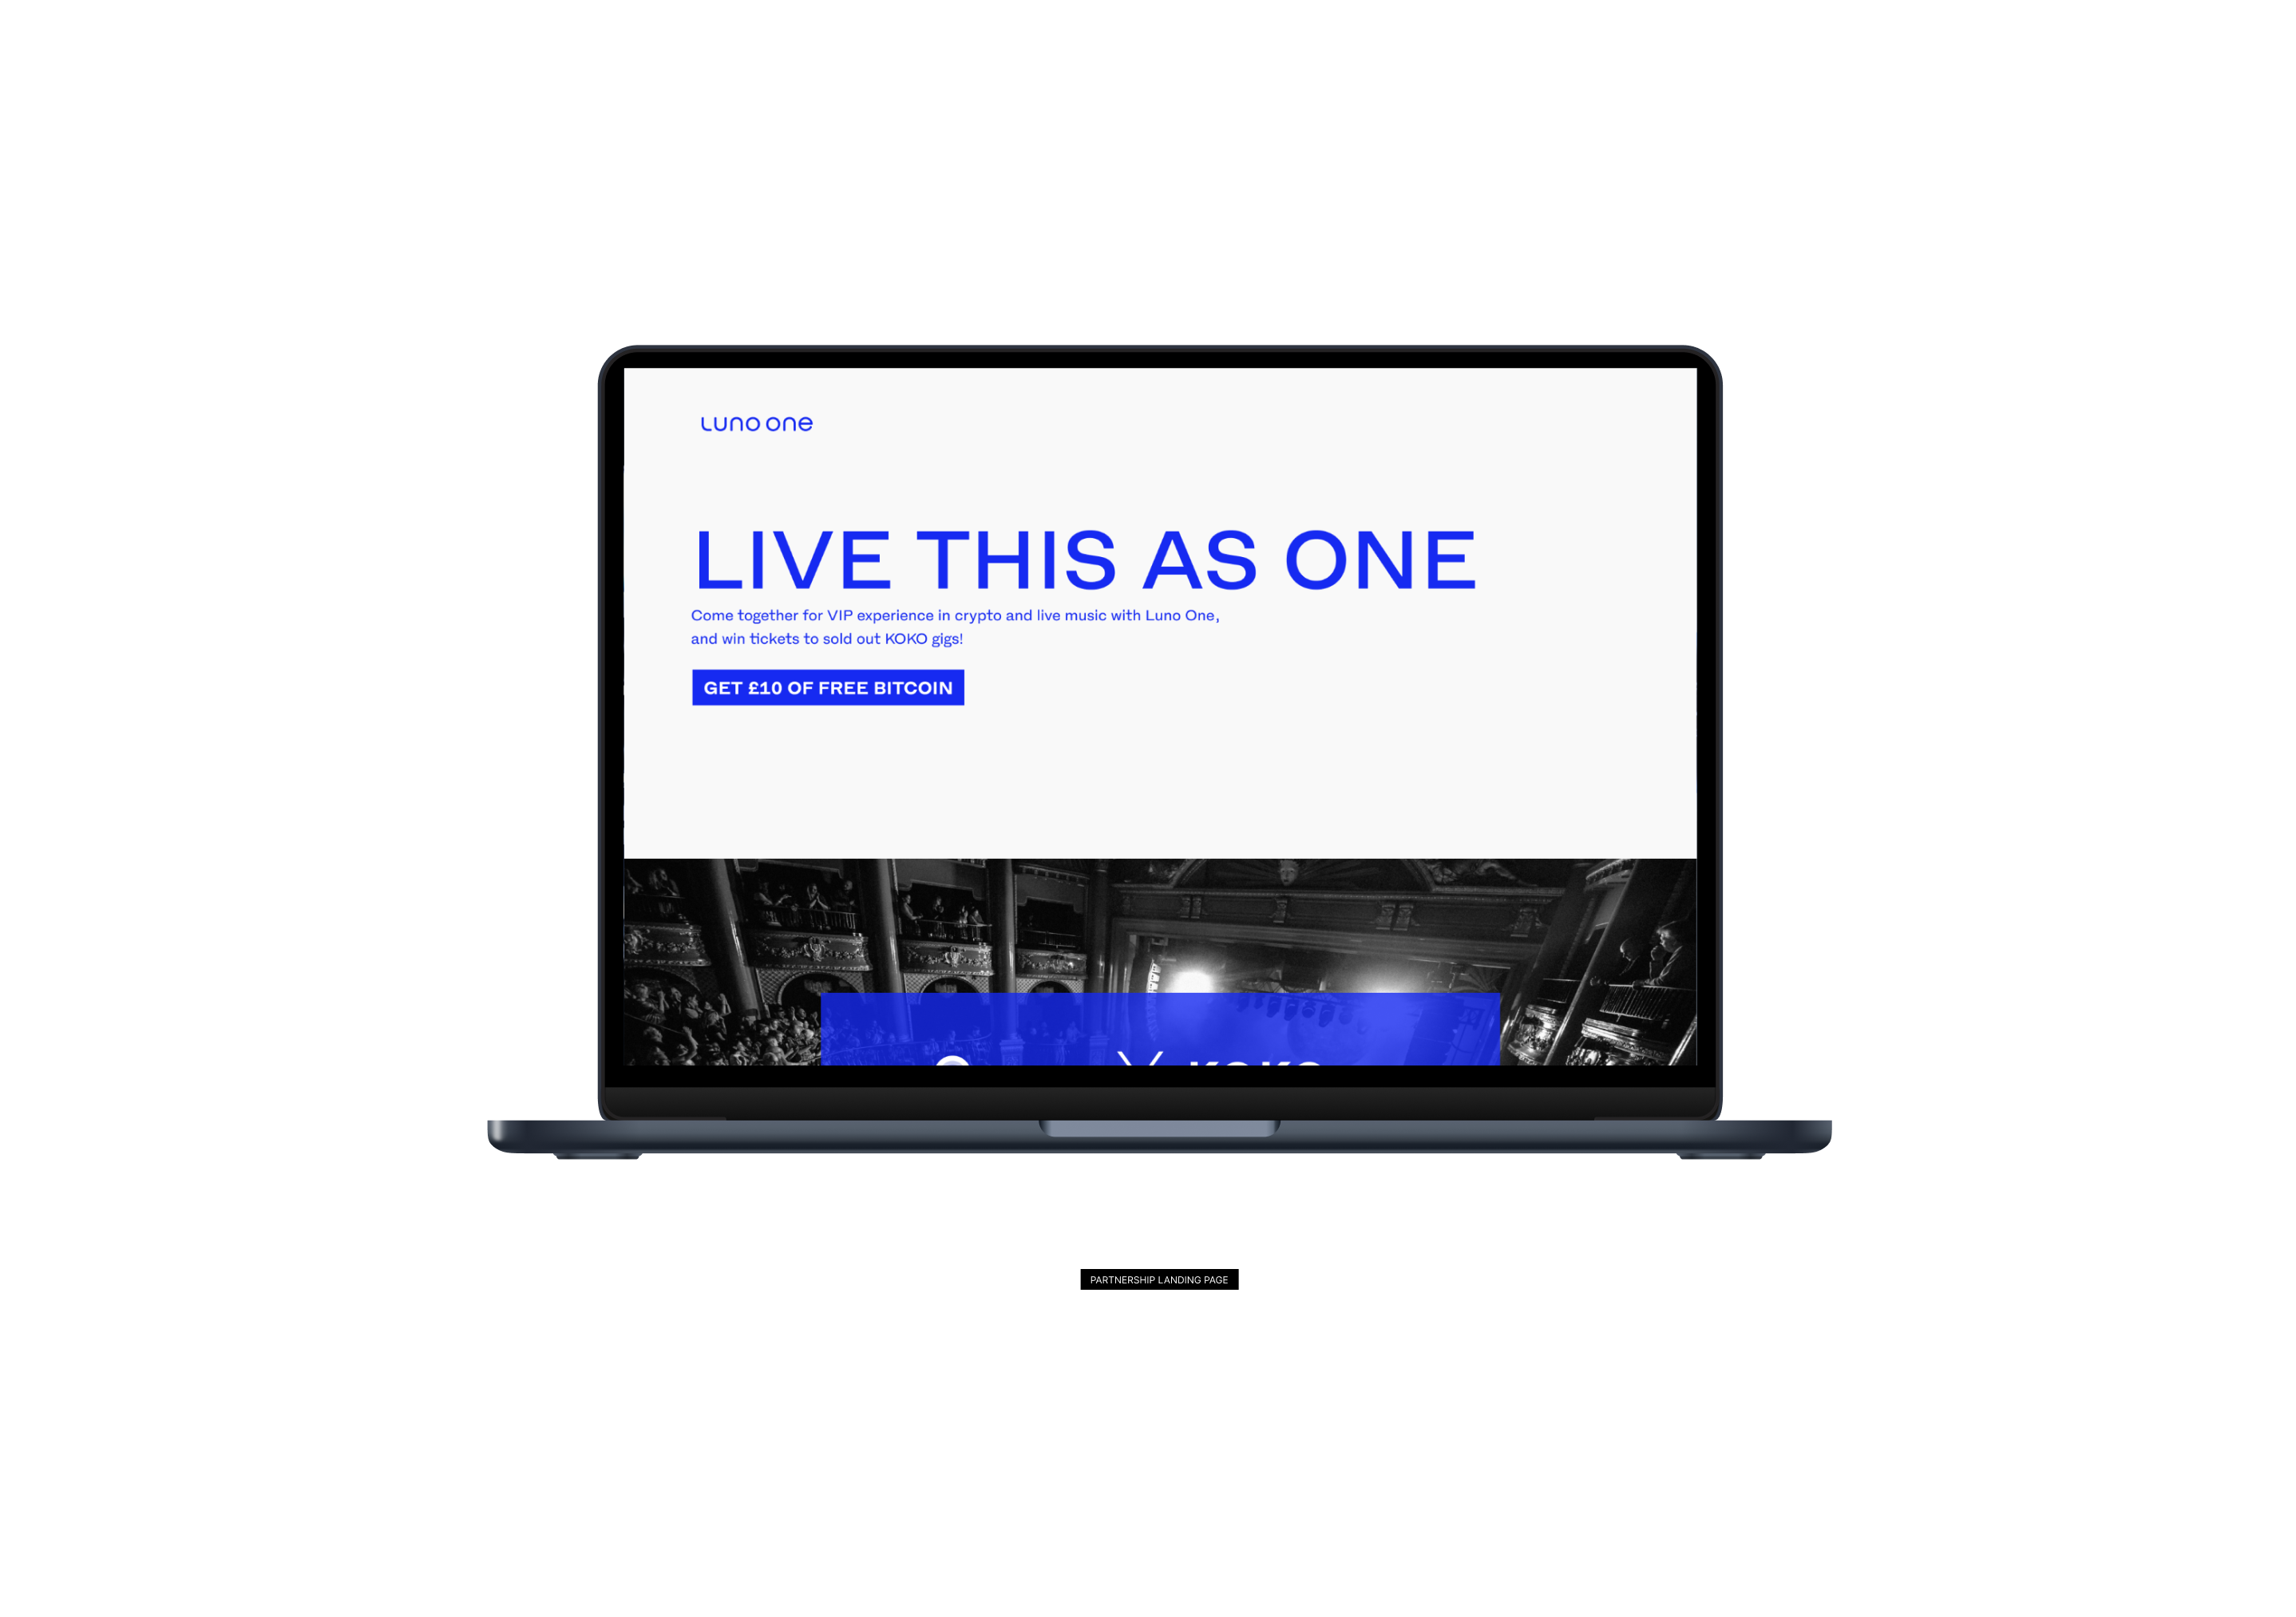 Luno one
LIVE THIS AS ONE
Come together for VIP experience in crypto and live music with Luno One,
and win tickets to sold out KOKO gigs!
GET £10 OF FREE BITCOIN
KOKO
PARTNERSHIP LANDING PAGE